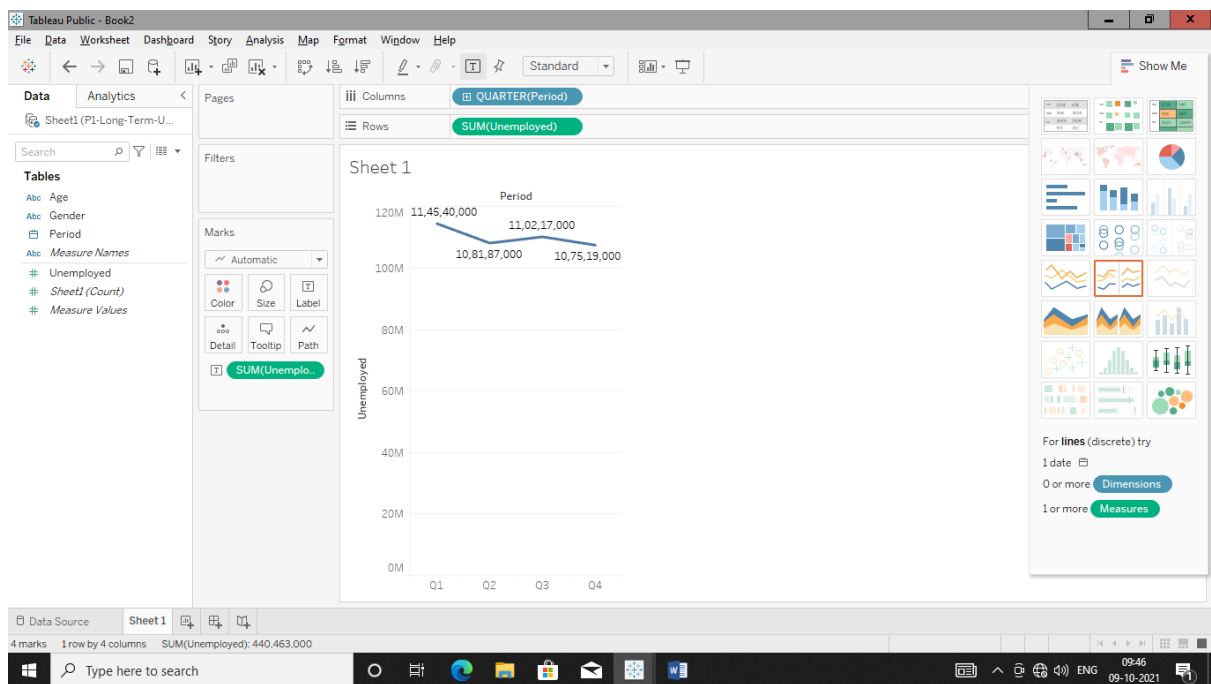 Tableau Public - Book2
File Data Worksheet Dashboard Story Analysis Map Format Window Help
Standard
Show Me
Data Analytics
Sheet1 (P1-Long-Term-U...
Search
Tables
Abc Age
Abc Gender
Period
Abc Measure Names
# Unemployed
# Sheet1 (Count)
# Measure Values
Pages
Filters
Marks
Automatic
Color Size Label
Detail Tooltip Path
SUM(Unemplo..
Columns QUARTER(Period)
Rows SUM(Unemployed)
Sheet 1
Period
120M
100M
80M
60M
40M
20M
0M
Unemployed
11,45,40,000
10,81,87,000
11,02,17,000
10,75,19,000
Q1 Q2 Q3 Q4
For lines (discrete) try
1 date
0 or more Dimensions
1 or more Measures
Data Source Sheet 1
4 marks 1 row by 4 columns SUM(Unemployed): 440.463.000
Type here to search
ENG
09:46
09-10-2021